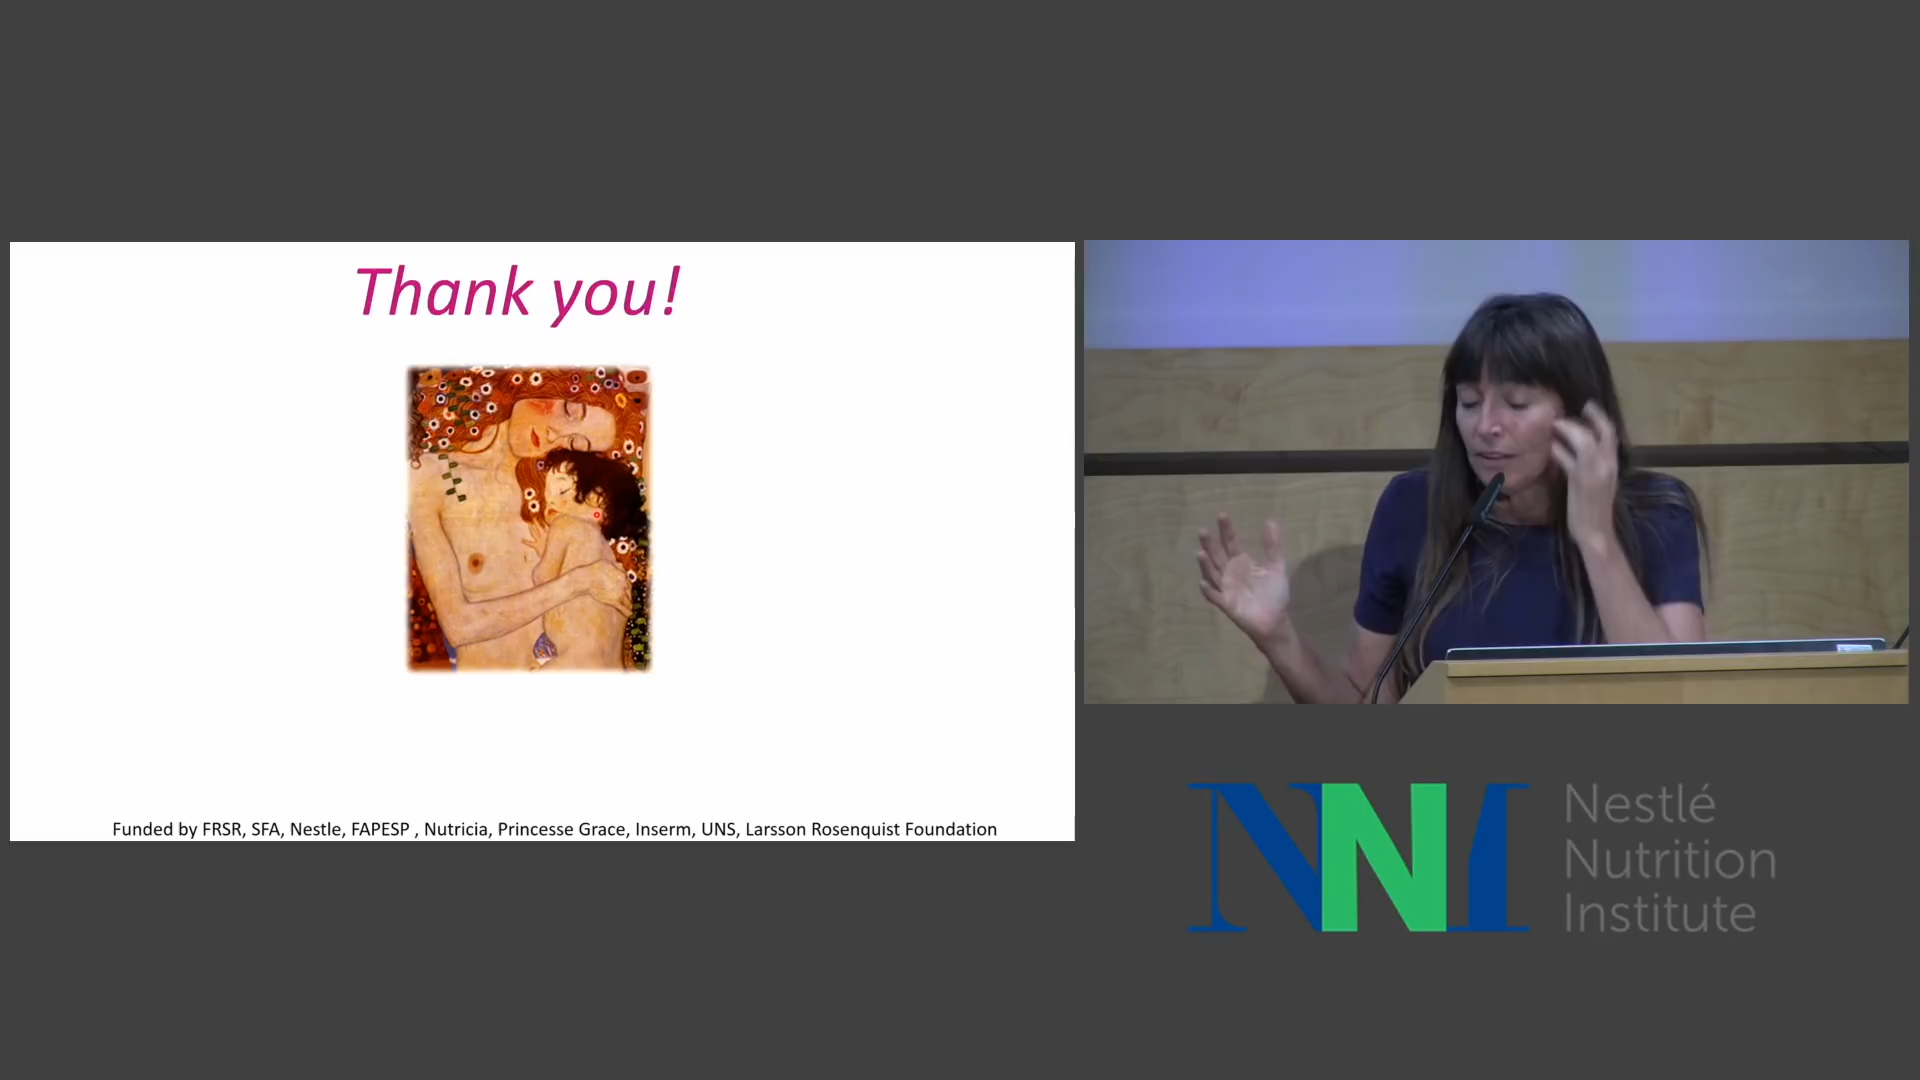 Thank you!
Funded by FRSR, SFA, Nestle, FAPESP , Nutricia, Princesse Grace, Inserm, UNS, Larsson Rosenquist Foundation
NNI
Nestlé
Nutrition
Institute